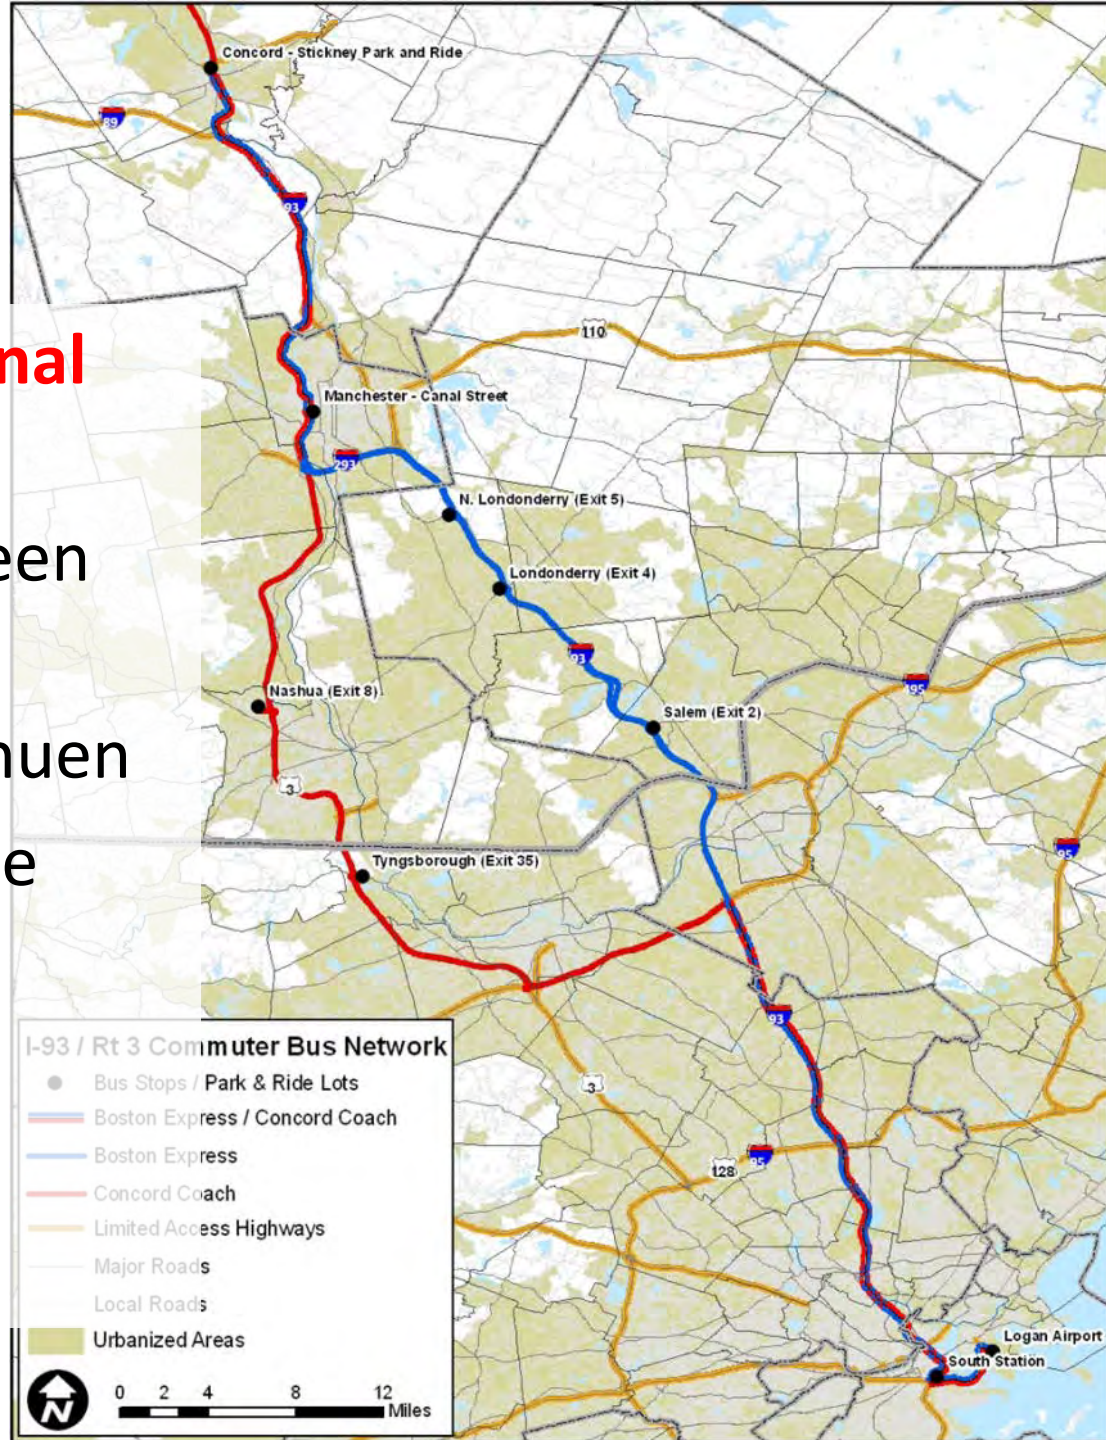 Concord - Stickney Park and Ride
89
93
nal
110
Manchester - Canal Street
293
N. Londonderry (Exit 5)
een
Londonderry (Exit 4)
93
495
Nashua (Exit 8)
Salem (Exit 2)
nuen
3
95
e
Tyngsborough (Exit 35)
93
I-93 / Rt 3 Commuter Bus Network
Bus Stops / Park & Ride Lots
3
Boston Express / Concord Coach
Boston Express
95
128
Concord Coach
Limited Access Highways
Major Roads
Local Roads
Urbanized Areas
Logan Airport
South Station
N
0 2 4 8 12
Miles